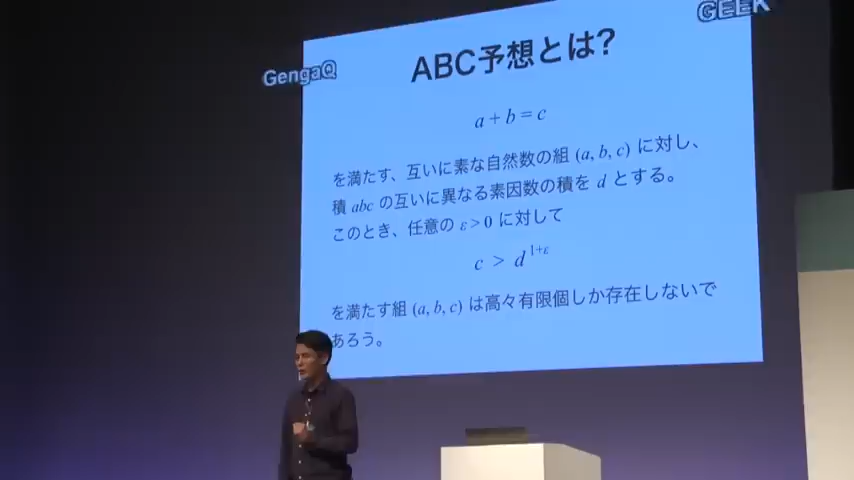 GEEK
GengaQ
ABC予想とは?
a + b = c
を満たす、互いに素な自然数の組 (a, b, c) に対し、
積 abc の互いに異なる素因数の積を d とする。
このとき、任意の ε > 0 に対して
c > d^{1+ε}
を満たす組 (a, b, c) は高々有限個しか存在しないで
あろう。